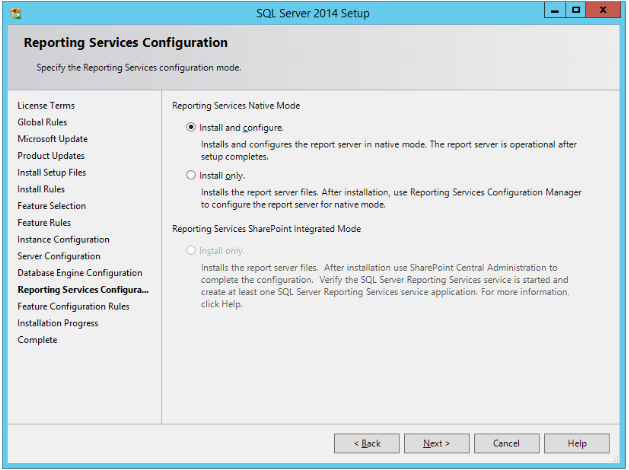 SQL Server 2014 Setup
Reporting Services Configuration
Specify the Reporting Services configuration mode.
License Terms
Global Rules
Microsoft Update
Product Updates
Install Setup Files
Install Rules
Feature Selection
Feature Rules
Instance Configuration
Server Configuration
Database Engine Configuration
Reporting Services Configura...
Feature Configuration Rules
Installation Progress
Complete
Reporting Services Native Mode
Install and configure.
Installs and configures the report server in native mode. The report server is operational after
setup completes.
Install only.
Installs the report server files. After installation, use Reporting Services Configuration Manager
to configure the report server for native mode.
Reporting Services SharePoint Integrated Mode
Install only.
Installs the report server files. After installation use SharePoint Central Administration to
complete the configuration. Verify the SQL Server Reporting Services service is started and
create at least one SQL Server Reporting Services service application. For more information,
click Help.
< Back
Next >
Cancel
Help